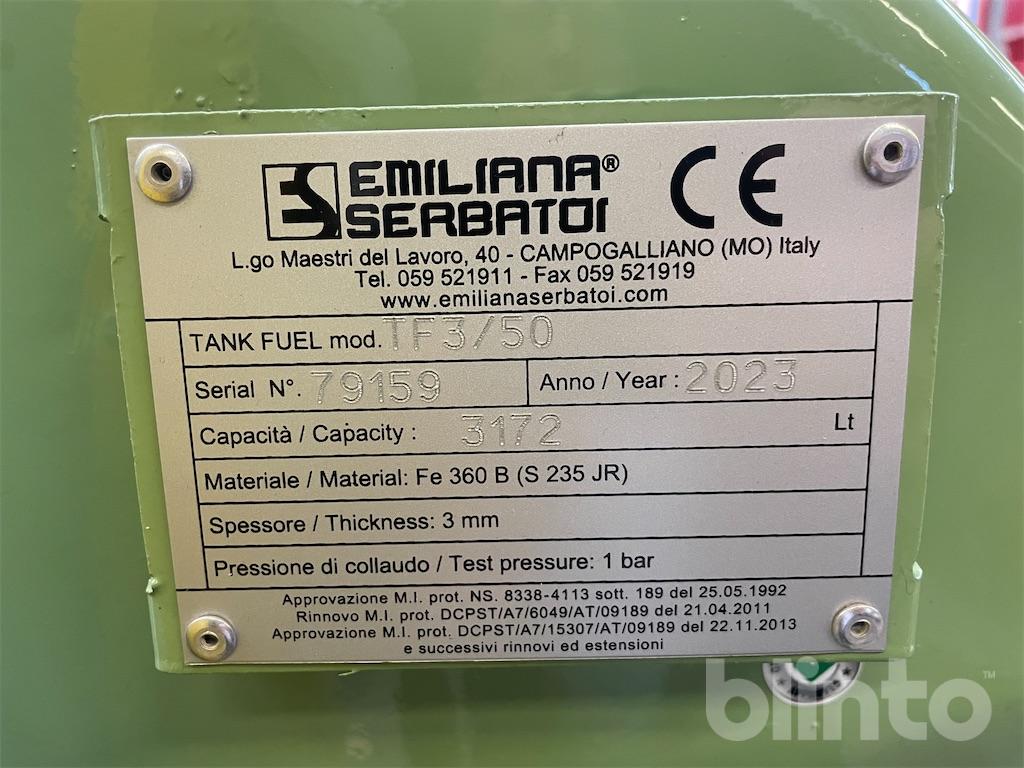 EMILIANA® CE
SERBATOI
L.go Maestri del Lavoro, 40 - CAMPOGALLIANO (MO) Italy
Tel. 059 521911 - Fax 059 521919
www.emilianaserbatoi.com
TANK FUEL mod. TF3/50
Serial N°. 79159 Anno / Year : 2023
Capacità / Capacity : 3172 Lt
Materiale / Material: Fe 360 B (S 235 JR)
Spessore / Thickness: 3 mm
Pressione di collaudo / Test pressure: 1 bar
Approvazione M.I. prot. NS. 8338-4113 sott. 189 del 25.05.1992
Rinnovo M.I. prot. DCPST/A7/6049/AT/09189 del 21.04.2011
Approvazione M.I. prot. DCPST/A7/15307/AT/09189 del 22.11.2013
e successivi rinnovi ed estensioni
blinto™